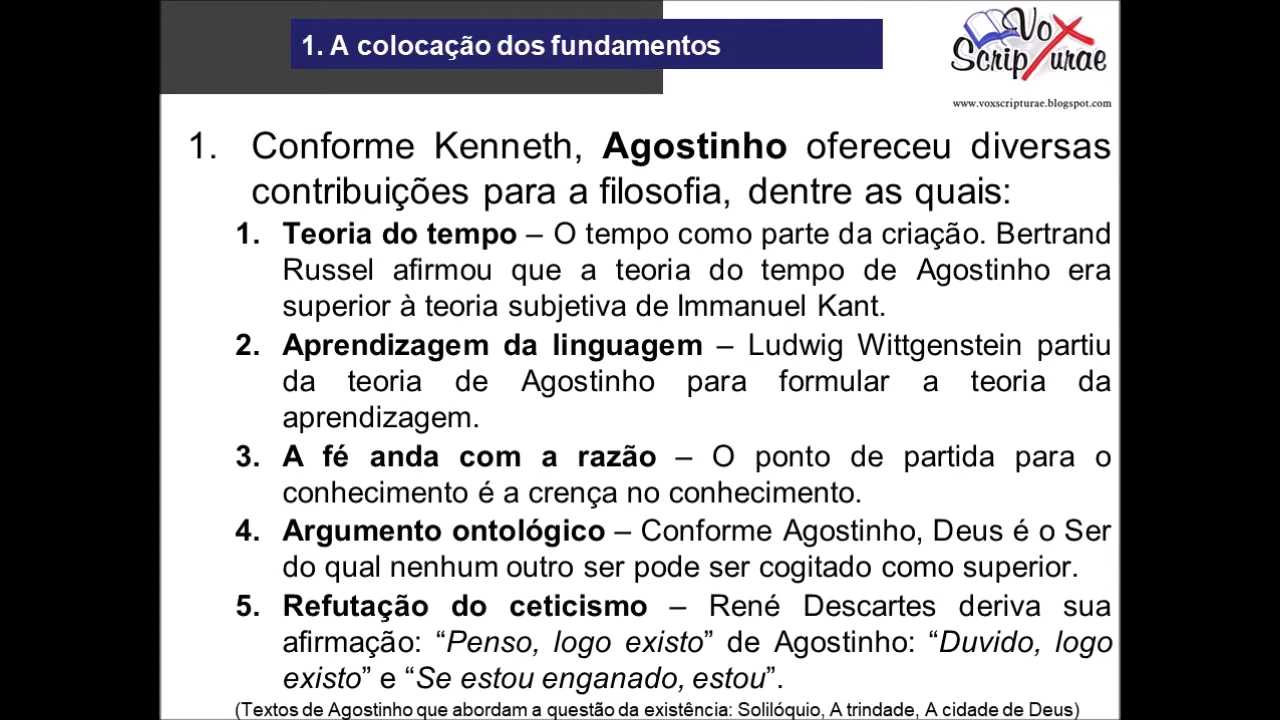 1. A colocação dos fundamentos
Vox
Scripturae
www.voxscripturae.blogspot.com
1. Conforme Kenneth, Agostinho ofereceu diversas
contribuições para a filosofia, dentre as quais:
1. Teoria do tempo – O tempo como parte da criação. Bertrand
Russel afirmou que a teoria do tempo de Agostinho era
superior à teoria subjetiva de Immanuel Kant.
2. Aprendizagem da linguagem – Ludwig Wittgenstein partiu
da teoria de Agostinho para formular a teoria da
aprendizagem.
3. A fé anda com a razão – O ponto de partida para o
conhecimento é a crença no conhecimento.
4. Argumento ontológico – Conforme Agostinho, Deus é o Ser
do qual nenhum outro ser pode ser cogitado como superior.
5. Refutação do ceticismo – René Descartes deriva sua
afirmação: “Penso, logo existo” de Agostinho: “Duvido, logo
existo” e “Se estou enganado, estou”.
(Textos de Agostinho que abordam a questão da existência: Solilóquio, A trindade, A cidade de Deus)